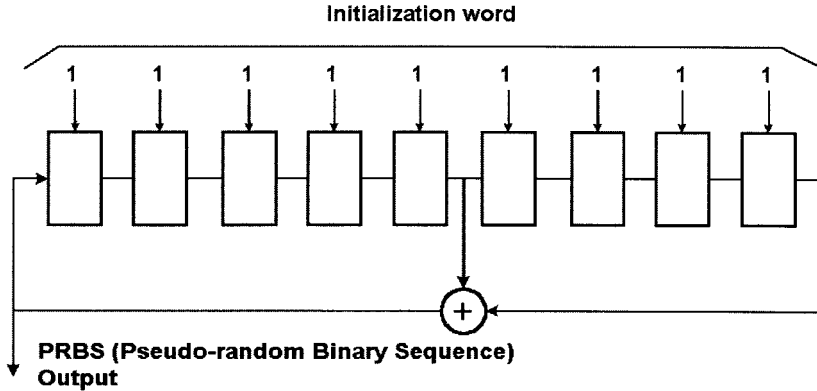 Initialization word
1 1 1 1 1 1 1 1 1
+
PRBS (Pseudo-random Binary Sequence)
Output